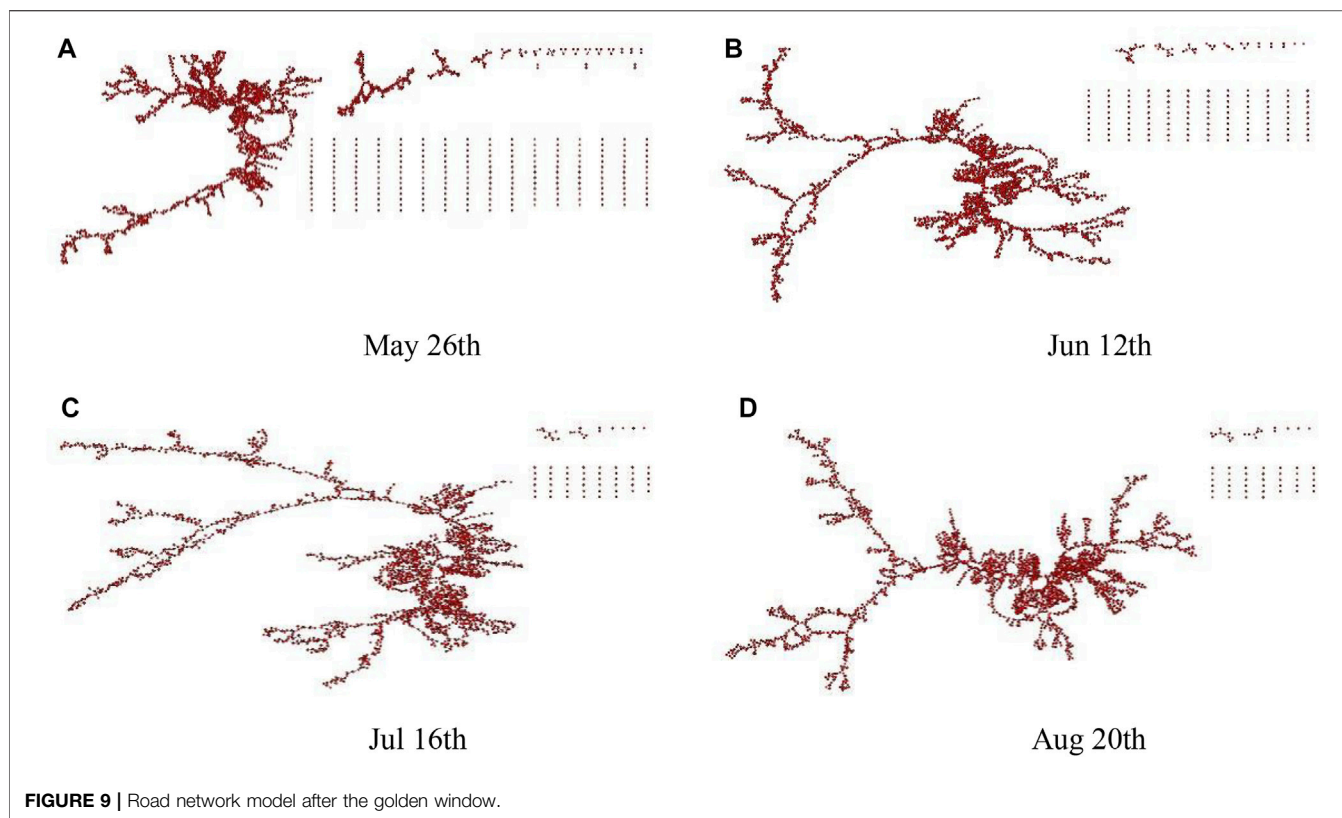 A
B
May 26th
Jun 12th
C
D
Jul 16th
Aug 20th
FIGURE 9 | Road network model after the golden window.